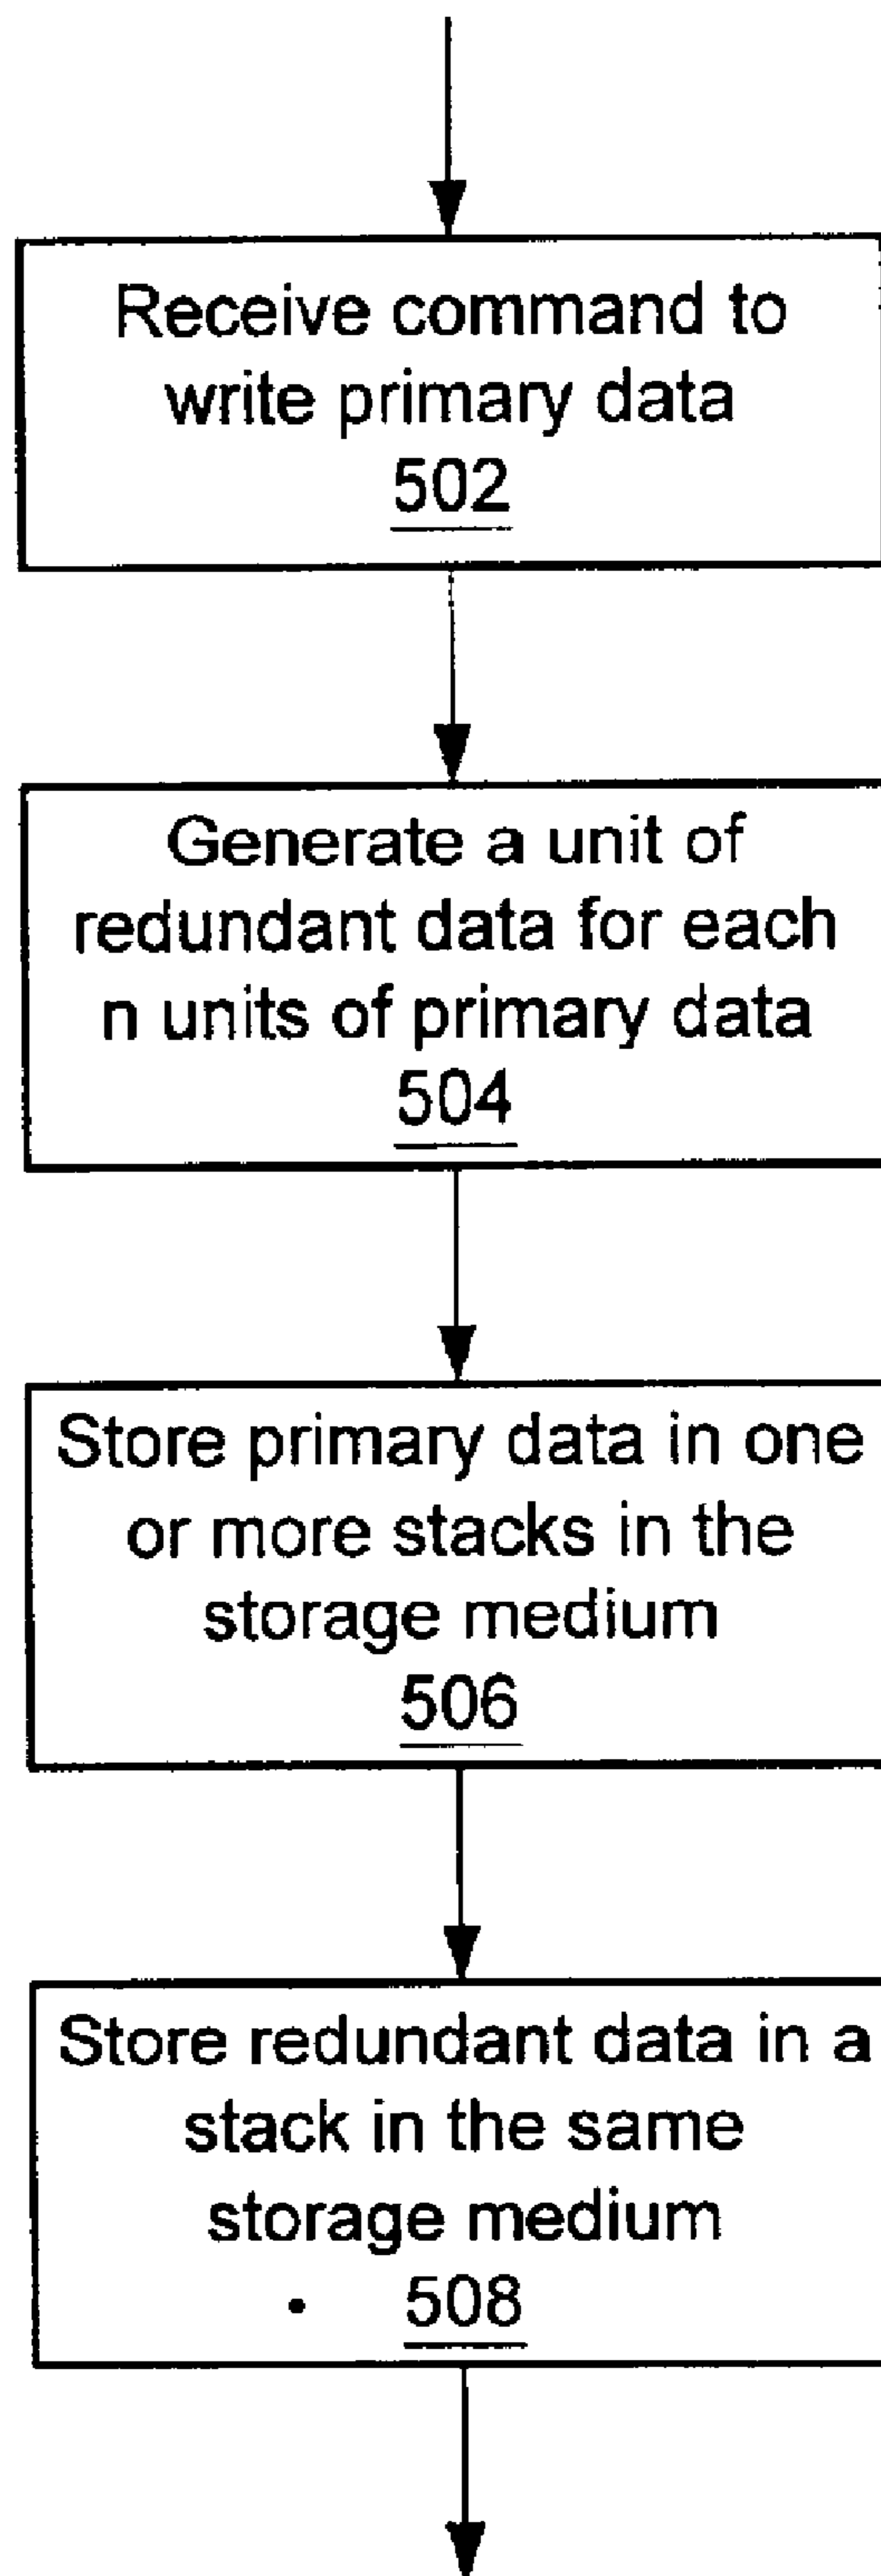 Receive command to
write primary data
502
Generate a unit of
redundant data for each
n units of primary data
504
Store primary data in one
or more stacks in the
storage medium
506
Store redundant data in a
stack in the same
storage medium
508